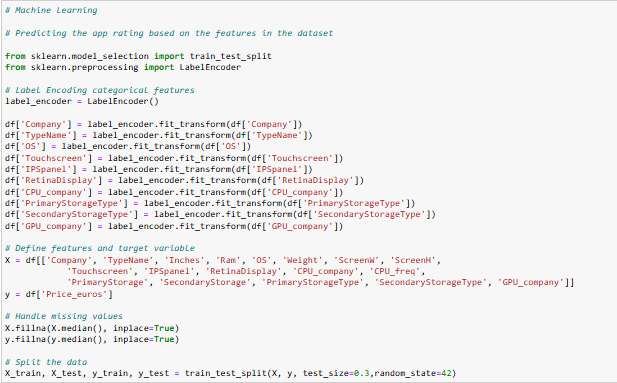 # Machine Learning
# Predicting the app rating based on the features in the dataset
from sklearn.model_selection import train_test_split
from sklearn.preprocessing import LabelEncoder
# Label Encoding categorical features
label_encoder = LabelEncoder()
df['Company'] = label_encoder.fit_transform(df['Company'])
df['TypeName'] = label_encoder.fit_transform(df['TypeName'])
df['OS'] = label_encoder.fit_transform(df['OS'])
df['Touchscreen'] = label_encoder.fit_transform(df['Touchscreen'])
df['IPSpanel'] = label_encoder.fit_transform(df['IPSpanel'])
df['RetinaDisplay'] = label_encoder.fit_transform(df['RetinaDisplay'])
df['CPU_company'] = label_encoder.fit_transform(df['CPU_company'])
df['PrimaryStorageType'] = label_encoder.fit_transform(df['PrimaryStorageType'])
df['SecondaryStorageType'] = label_encoder.fit_transform(df['SecondaryStorageType'])
df['GPU_company'] = label_encoder.fit_transform(df['GPU_company'])
# Define features and target variable
X = df[['Company', 'TypeName', 'Inches', 'Ram', 'OS', 'Weight', 'ScreenW', 'ScreenH',
'Touchscreen', 'IPSpanel', 'RetinaDisplay', 'CPU_company', 'CPU_freq',
'PrimaryStorage', 'SecondaryStorage', 'PrimaryStorageType', 'SecondaryStorageType', 'GPU_company']]
y = df['Price_euros']
# Handle missing values
X.fillna(X.median(), inplace=True)
y.fillna(y.median(), inplace=True)
# Split the data
X_train, X_test, y_train, y_test = train_test_split(X, y, test_size=0.3,random_state=42)